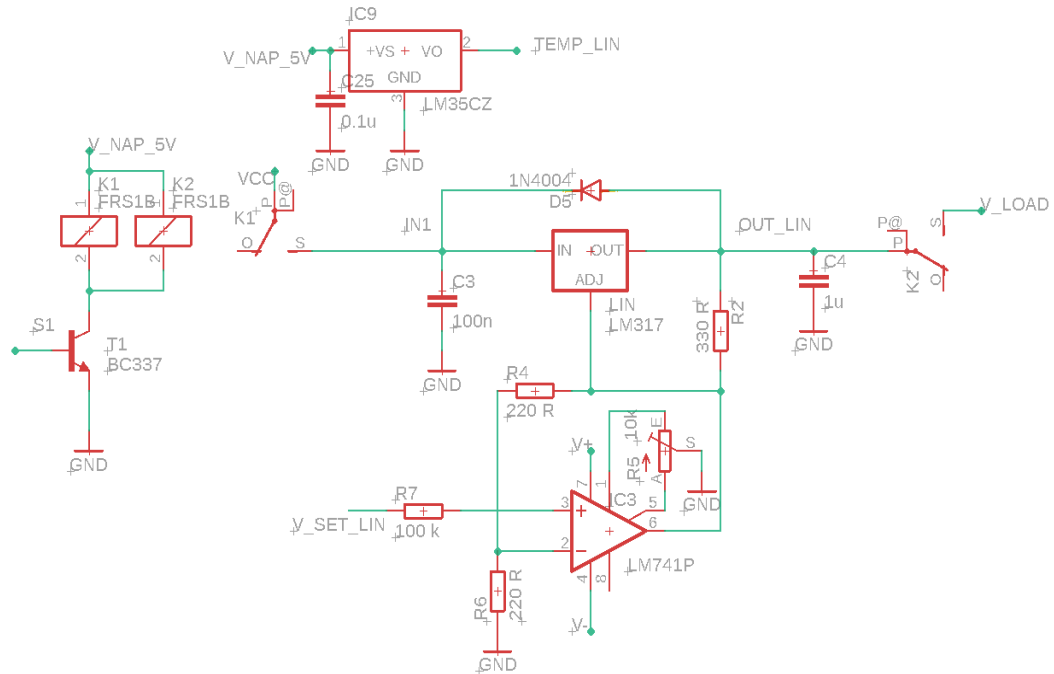 IC9
V_NAP_5V
1
+VS
VO
2
TEMP_LIN
C25
GND
3
LM35CZ
0.1u
GND
GND
V_NAP_5V
K1
FRS1B
1
2
K2
FRS1B
1
2
S1
T1
BC337
GND
VCC
P
P@
K1
O
S
IN1
1N4004
D5
IN
OUT
ADJ
LIN
LM317
OUT_LIN
P@
P
S
V_LOAD
K2
O
C3
100n
GND
C4
1u
GND
330 R
R2
R4
220 R
10k
E
S
R5
A
GND
V+
7
1
IC3
R7
100 k
V_SET_LIN
3
+
5
6
2
-
4
8
LM741P
R6
220 R
V-
GND